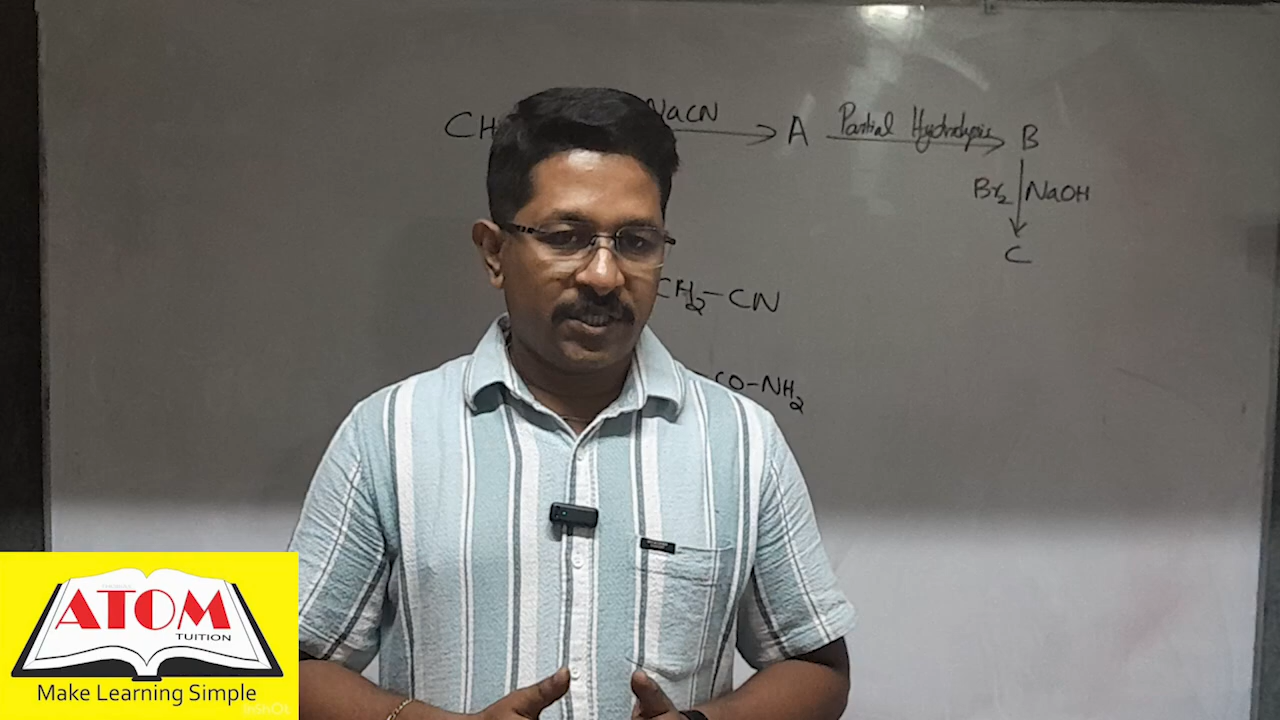 CH
NaCN
A
Partial Hydrolysis
B
Br2
NaOH
C
CH2-CN
CO-NH2
ATOM
TUITION
Make Learning Simple